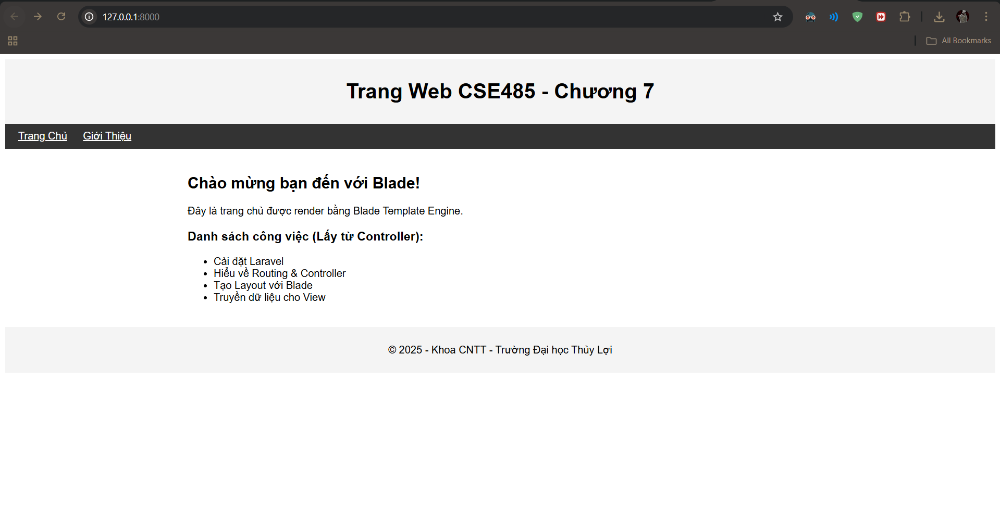 127.0.0.1:8000
All Bookmarks
Trang Web CSE485 - Chương 7
Trang Chủ Giới Thiệu
Chào mừng bạn đến với Blade!
Đây là trang chủ được render bằng Blade Template Engine.
Danh sách công việc (Lấy từ Controller):
• Cài đặt Laravel
• Hiểu về Routing & Controller
• Tạo Layout với Blade
• Truyền dữ liệu cho View
© 2025 - Khoa CNTT - Trường Đại học Thủy Lợi